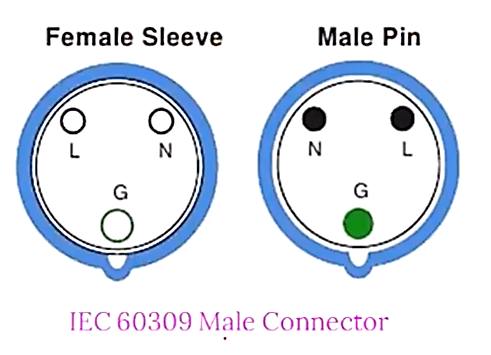 Female Sleeve Male Pin
L N N L
G G
IEC 60309 Male Connector